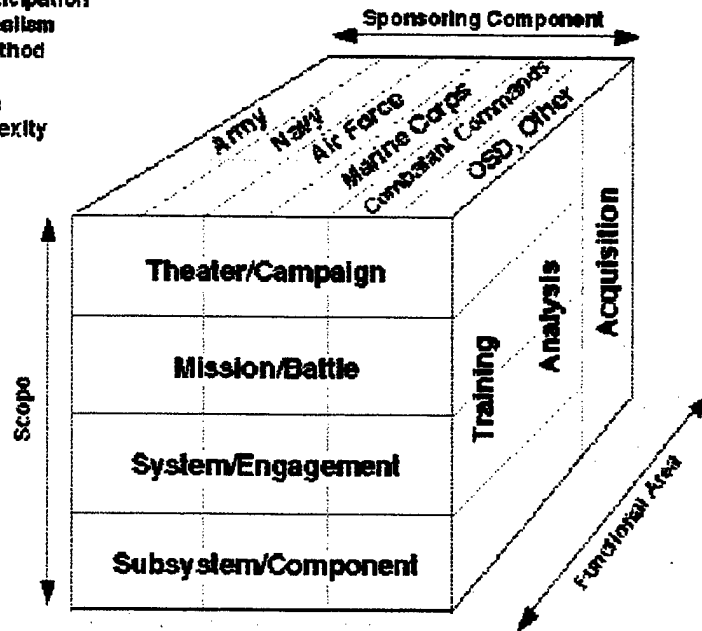 Sponsoring Component
Army
Navy
Air Force
Marine Corps
Combatant Commands
OSD, Other
Theater/Campaign
Mission/Battle
System/Engagement
Subsystem/Component
Training
Analysis
Acquisition
Scope
Functional Area